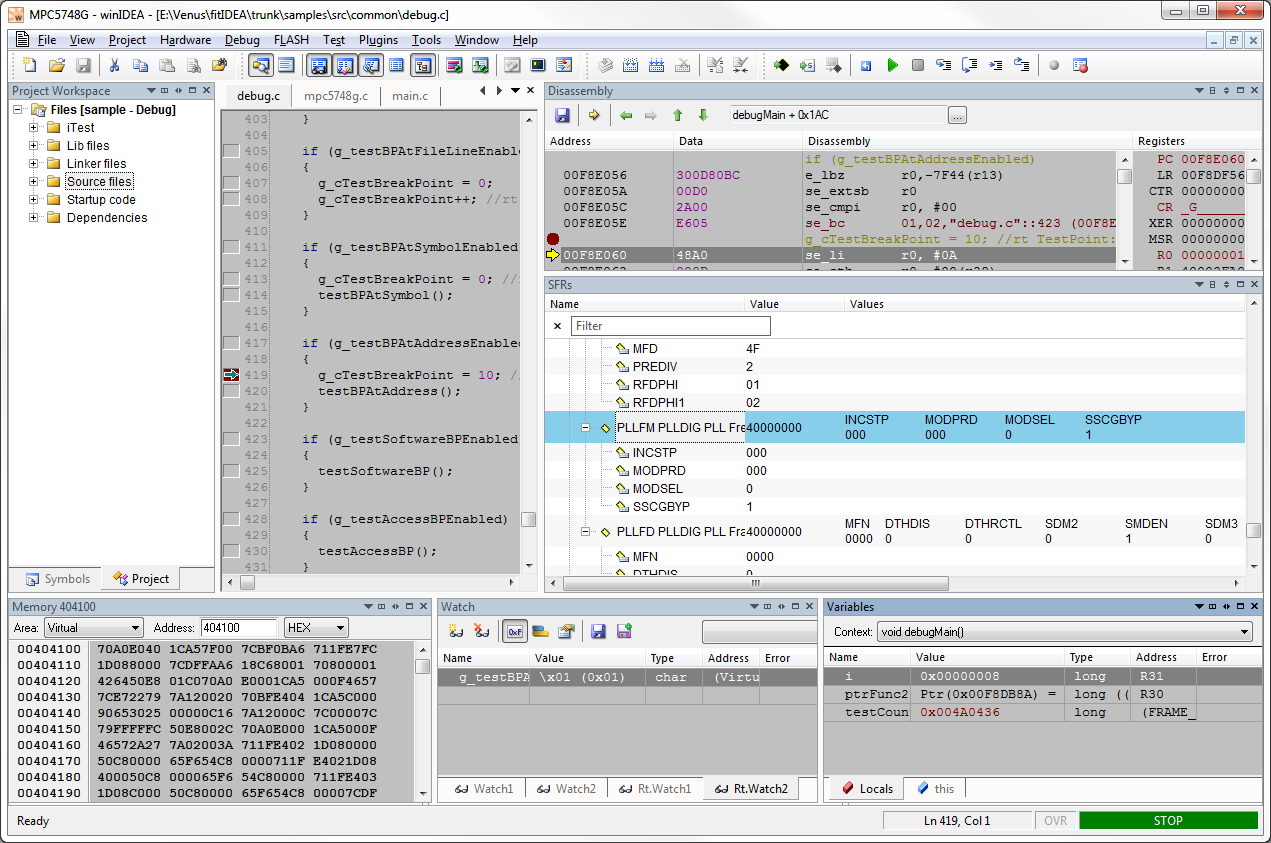 MPC5748G - winIDEA - [E:\Venus\fitIDEA\trunk\samples\src\common\debug.c]
File View Project Hardware Debug FLASH Test Plugins Tools Window Help
Project Workspace
Files [sample - Debug]
iTest
Lib files
Linker files
Source files
Startup code
Dependencies
Symbols Project
debug.c mpc5748g.c main.c
403 }
404
405 if (g_testBPAtFileLineEnabl
406 {
407 g_cTestBreakPoint = 0;
408 g_cTestBreakPoint++; //rt
409 }
410
411 if (g_testBPAtSymbolEnabled
412 {
413 g_cTestBreakPoint = 0; //
414 testBPAtSymbol();
415 }
416
417 if (g_testBPAtAddressEnable
418 {
419 g_cTestBreakPoint = 10; /
420 testBPAtAddress();
421 }
422
423 if (g_testSoftwareBPEnabled
424 {
425 testSoftwareBP();
426 }
427
428 if (g_testAccessBPEnabled)
429 {
430 testAccessBP();
431 }
Disassembly
debugMain + 0x1AC ...
Address Data Disassembly Registers
if (g_testBPAtAddressEnabled)
00F8E056 300D80BC e_lbz r0,-7F44(r13)
00F8E05A 00D0 se_extsb r0
00F8E05C 2A00 se_cmpi r0, #00
00F8E05E E605 se_bc 01,02,"debug.c"::423 (00F8E
g_cTestBreakPoint = 10; //rt TestPoint:
00F8E060 48A0 se_li r0, #0A
PC 00F8E060
LR 00F8DF56
CTR 00000000
CR _G______
XER 00000000
MSR 00000000
R0 00000001
SFRs
Name Value Values
Filter
MFD 4F
PREDIV 2
RFDPHI 01
RFDPHI1 02
PLLFM PLLDIG PLL Fre 40000000 INCSTP MODPRD MODSEL SSCGBYP
000 000 0 1
INCSTP 000
MODPRD 000
MODSEL 0
SSCGBYP 1
PLLFD PLLDIG PLL Fra 40000000 MFN DTHDIS DTHRCTL SDM2 SMDEN SDM3
0000 0 0 0 1 0
MFN 0000
DTHDIS 0
Memory 404100
Area: Virtual Address: 404100 HEX
00404100 70A0E040 1CA57F00 7CBF0BA6 711FE7FC
00404110 1D088000 7CDFFAA6 18C68001 70800001
00404120 426450E8 01C070A0 E0001CA5 000F4657
00404130 7CE72279 7A120020 70BFE404 1CA5C000
00404140 90653025 00000C16 7A12000C 7C00007C
00404150 79FFFFFC 50E8002C 70A0E000 1CA5000F
00404160 46572A27 7A02003A 711FE402 1D080000
00404170 50C80000 65F654C8 0000711F E4021D08
00404180 400050C8 000065F6 54C80000 711FE403
00404190 1D08C000 50C80000 65F654C8 00007CDF
Watch
0xF
Name Value Type Address Error
g_testBPA \x01 (0x01) char (Virtu
Watch1 Watch2 Rt.Watch1 Rt.Watch2
Variables
Context: void debugMain()
Name Value Type Address Error
i 0x00000008 long R31
ptrFunc2 Ptr(0x00F8DB8A) = long (( R30
testCoun 0x004A0436 long (FRAME_
Locals this
Ready Ln 419, Col 1 OVR STOP